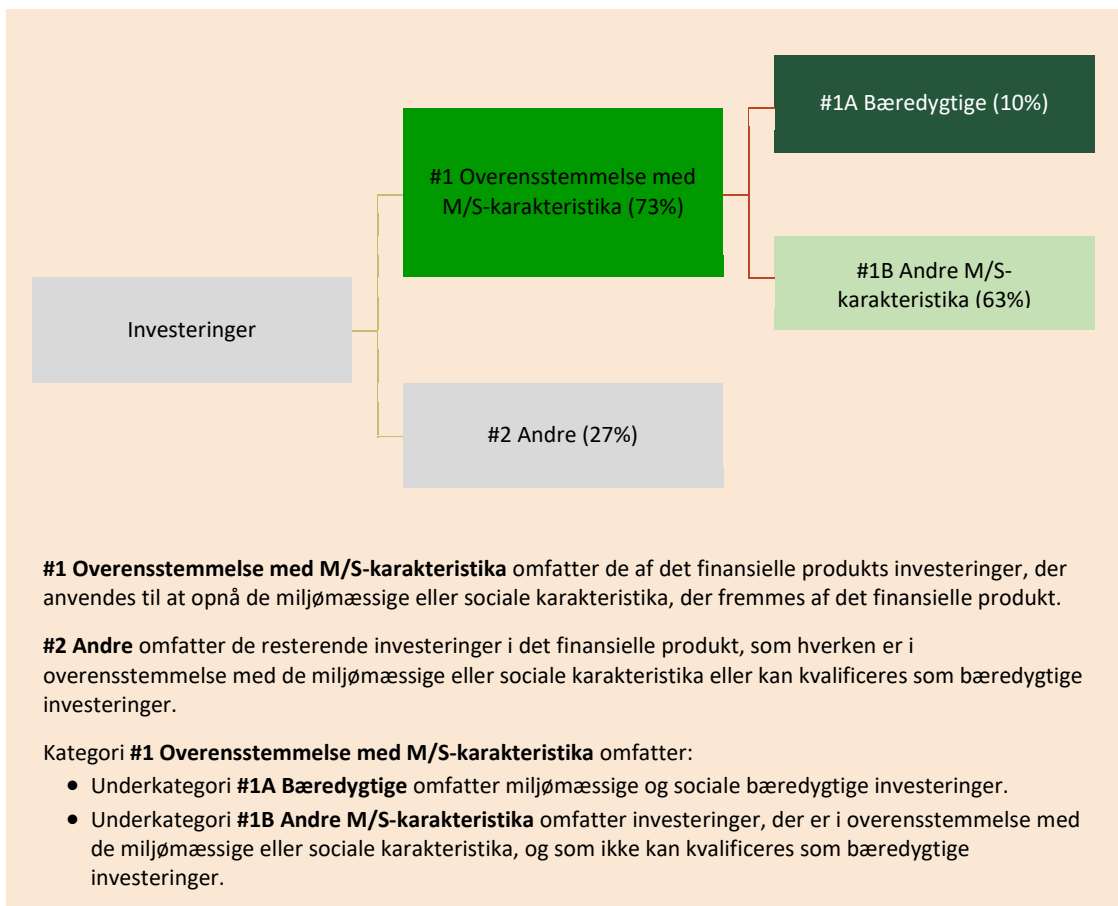 #1A Bæredygtige (10%)
#1 Overensstemmelse med
M/S-karakteristika (73%)
#1B Andre M/S-
karakteristika (63%)
Investeringer
#2 Andre (27%)
#1 Overensstemmelse med M/S-karakteristika omfatter de af det finansielle produkts investeringer, der
anvendes til at opnå de miljømæssige eller sociale karakteristika, der fremmes af det finansielle produkt.
#2 Andre omfatter de resterende investeringer i det finansielle produkt, som hverken er i
overensstemmelse med de miljømæssige eller sociale karakteristika eller kan kvalificeres som bæredygtige
investeringer.
Kategori #1 Overensstemmelse med M/S-karakteristika omfatter:
• Underkategori #1A Bæredygtige omfatter miljømæssige og sociale bæredygtige investeringer.
• Underkategori #1B Andre M/S-karakteristika omfatter investeringer, der er i overensstemmelse med
de miljømæssige eller sociale karakteristika, og som ikke kan kvalificeres som bæredygtige
investeringer.